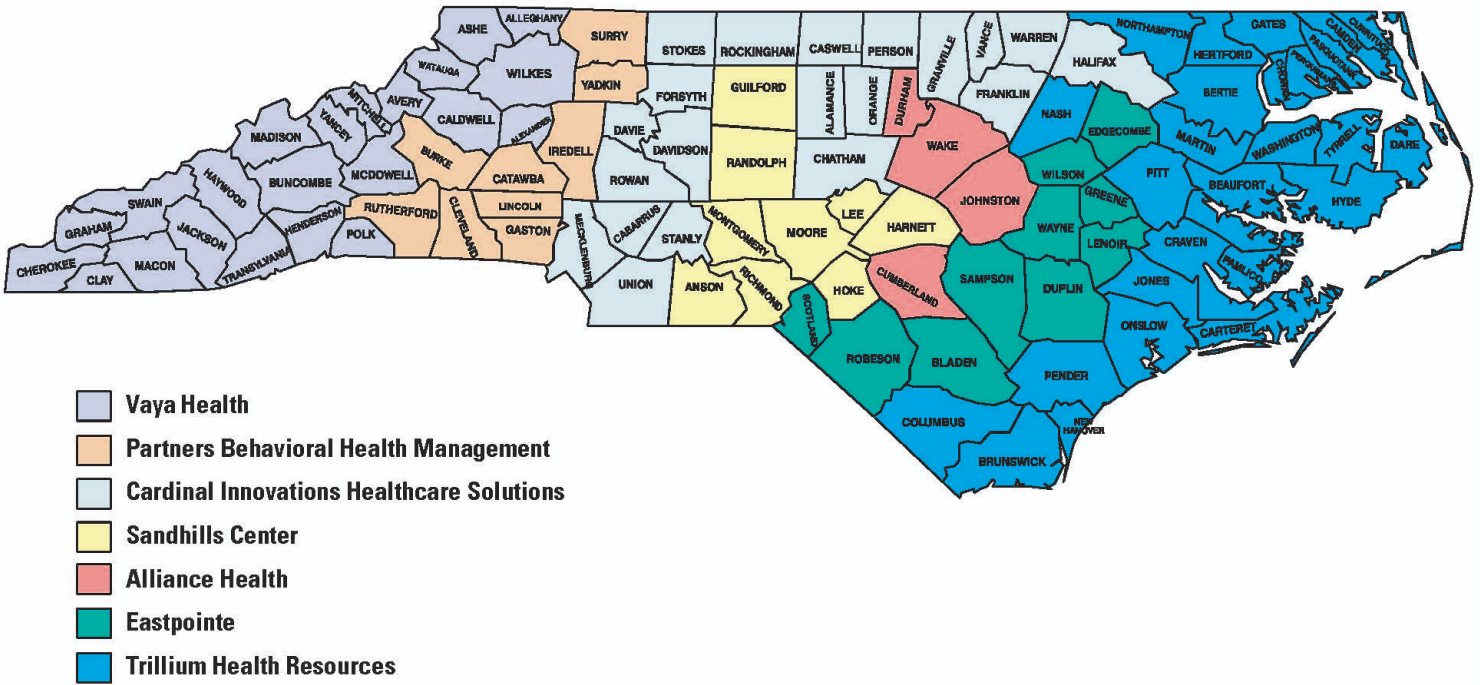 ASHE
ALLEGHANY
SURRY
STOKES
ROCKINGHAM
CASWELL
PERSON
GRANVILLE
VANCE
WARREN
NORTHAMPTON
GATES
CURRITUCK
CAMDEN
PASQUOTANK
PERQUIMANS
CHOWAN
HERTFORD
HALIFAX
WATAUGA
WILKES
YADKIN
FORSYTH
GUILFORD
ALAMANCE
ORANGE
DURHAM
FRANKLIN
NASH
BERTIE
MITCHELL
AVERY
CALDWELL
ALEXANDER
IREDELL
DAVIE
DAVIDSON
RANDOLPH
CHATHAM
WAKE
EDGECOMBE
MARTIN
WASHINGTON
TYRRELL
DARE
MADISON
YANCEY
BURKE
CATAWBA
ROWAN
WILSON
PITT
BEAUFORT
HYDE
HAYWOOD
BUNCOMBE
MCDOWELL
SWAIN
GRAHAM
JACKSON
HENDERSON
RUTHERFORD
CLEVELAND
LINCOLN
GASTON
MECKLENBURG
CABARRUS
STANLY
MONTGOMERY
MOORE
LEE
HARNETT
JOHNSTON
GREENE
WAYNE
LENOIR
CRAVEN
PAMLICO
CHEROKEE
CLAY
MACON
TRANSYLVANIA
POLK
UNION
ANSON
RICHMOND
HOKE
CUMBERLAND
SAMPSON
DUPLIN
JONES
SCOTLAND
ROBESON
BLADEN
ONSLOW
CARTERET
PENDER
COLUMBUS
NEW
HANOVER
BRUNSWICK
Vaya Health
Partners Behavioral Health Management
Cardinal Innovations Healthcare Solutions
Sandhills Center
Alliance Health
Eastpointe
Trillium Health Resources